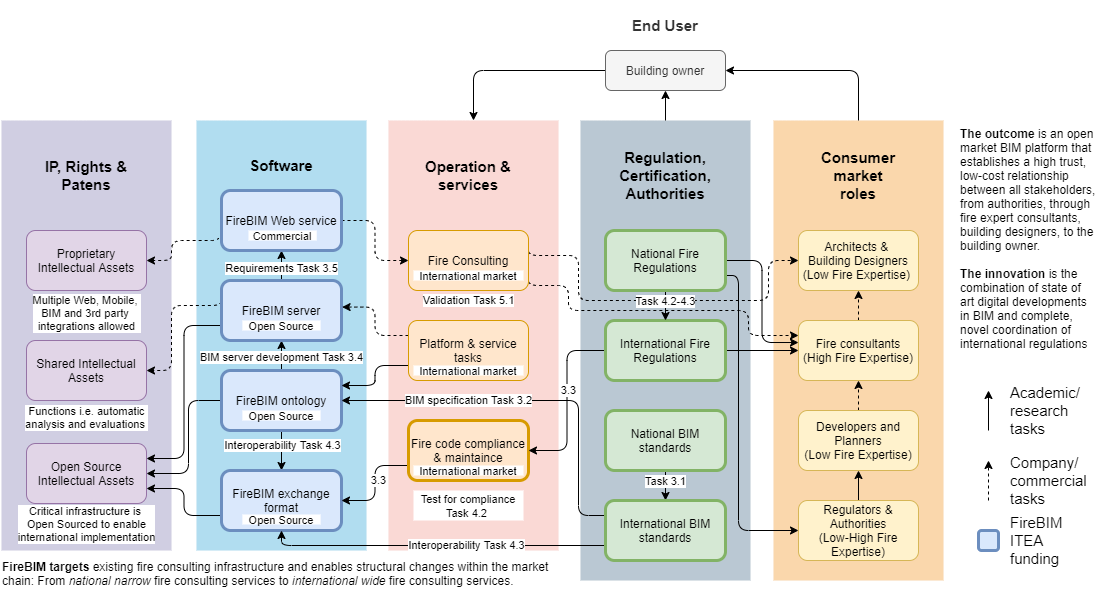 End User
Building owner
IP, Rights &
Patens
Proprietary
Intellectual Assets
Multiple Web, Mobile,
BIM and 3rd party
integrations allowed
Shared Intellectual
Assets
Functions i.e. automatic
analysis and evaluations
Open Source
Intellectual Assets
Critical infrastructure is
Open Sourced to enable
international implementation
Software
FireBIM Web service
Commercial
Requirements Task 3.5
FireBIM server
Open Source
BIM server development Task 3.4
FireBIM ontology
Open Source
Interoperability Task 4.3
FireBIM exchange
format
Open Source
Operation &
services
Fire Consulting
International market
Validation Task 5.1
Platform & service
tasks
International market
3.3
BIM specification Task 3.2
Fire code compliance
& maintaince
International market
3.3
Test for compliance
Task 4.2
Interoperability Task 4.3
Regulation,
Certification,
Authorities
National Fire
Regulations
Task 4.2-4.3
International Fire
Regulations
National BIM
standards
Task 3.1
International BIM
standards
Consumer
market
roles
Architects &
Building Designers
(Low Fire Expertise)
Fire consultants
(High Fire Expertise)
Developers and
Planners
(Low Fire Expertise)
Regulators &
Authorities
(Low-High Fire
Expertise)
The outcome is an open
market BIM platform that
establishes a high trust,
low-cost relationship
between all stakeholders,
from authorities, through
fire expert consultants,
building designers, to the
building owner.
The innovation is the
combination of state of
art digital developments
in BIM and complete,
novel coordination of
international regulations
Academic/
research
tasks
Company/
commercial
tasks
FireBIM
ITEA
funding
FireBIM targets existing fire consulting infrastructure and enables structural changes within the market
chain: From national narrow fire consulting services to international wide fire consulting services.